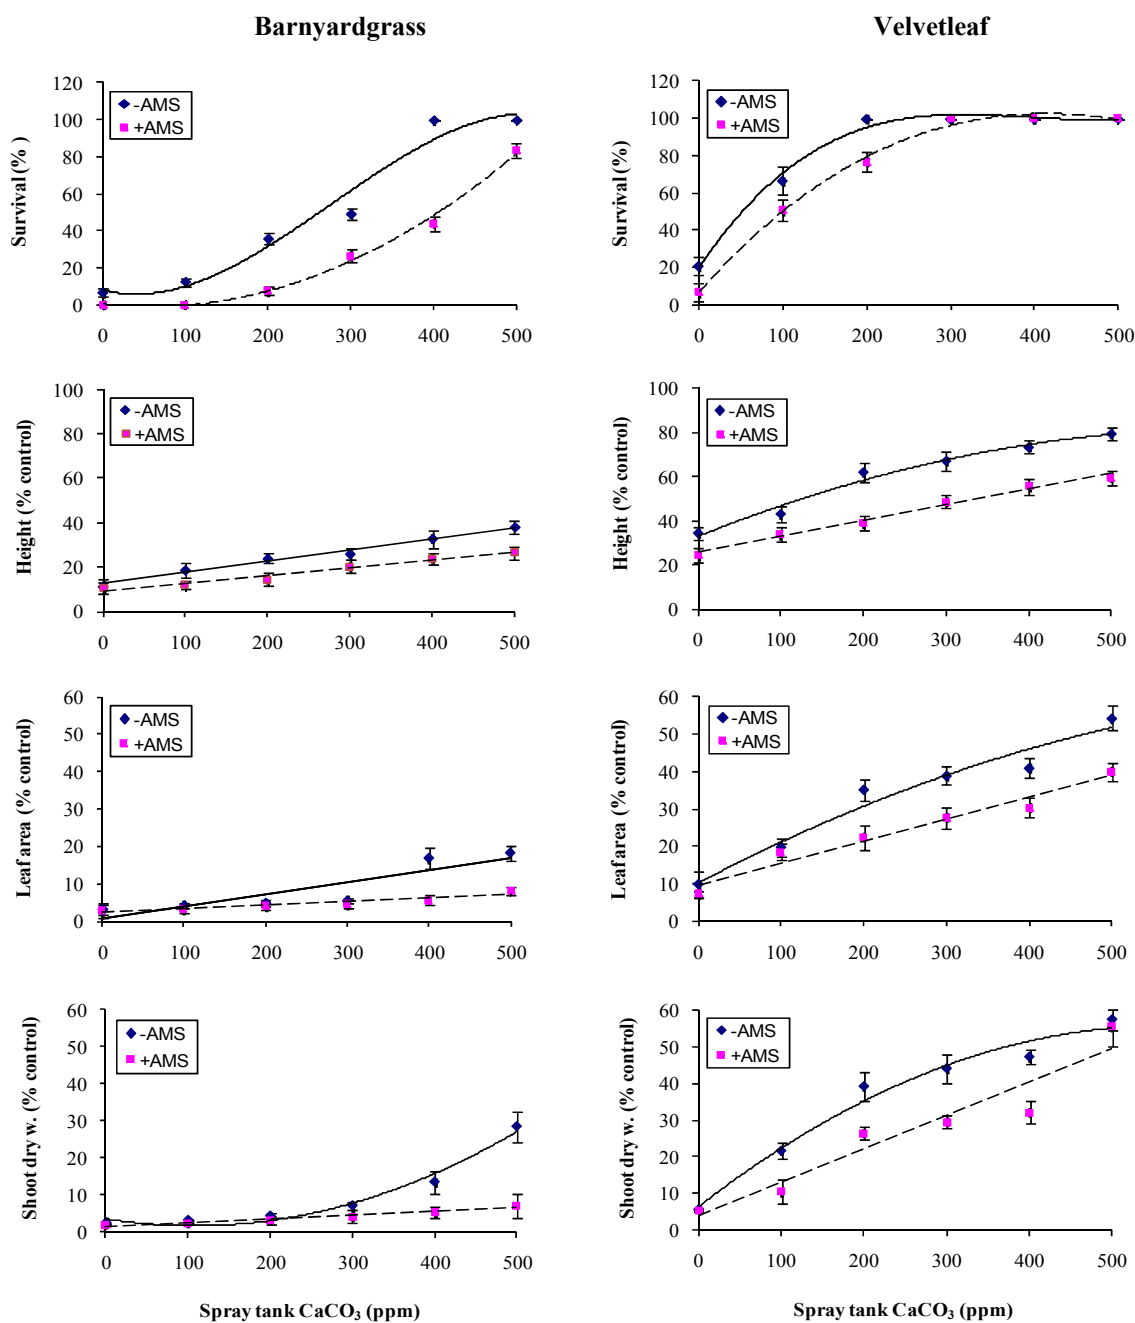 Barnyardgrass
Velvetleaf
Survival (%)
120
100
80
60
40
20
0
-AMS
+AMS
0 100 200 300 400 500
Survival (%)
120
100
80
60
40
20
0
-AMS
+AMS
0 100 200 300 400 500
Height (% control)
100
80
60
40
20
0
-AMS
+AMS
0 100 200 300 400 500
Height (% control)
100
80
60
40
20
0
-AMS
+AMS
0 100 200 300 400 500
Leaf area (% control)
60
50
40
30
20
10
0
-AMS
+AMS
0 100 200 300 400 500
Leaf area (% control)
60
50
40
30
20
10
0
-AMS
+AMS
0 100 200 300 400 500
Shoot dry w. (% control)
60
50
40
30
20
10
0
-AMS
+AMS
0 100 200 300 400 500
Spray tank CaCO₃ (ppm)
Shoot dry w. (% control)
60
50
40
30
20
10
0
-AMS
+AMS
0 100 200 300 400 500
Spray tank CaCO₃ (ppm)